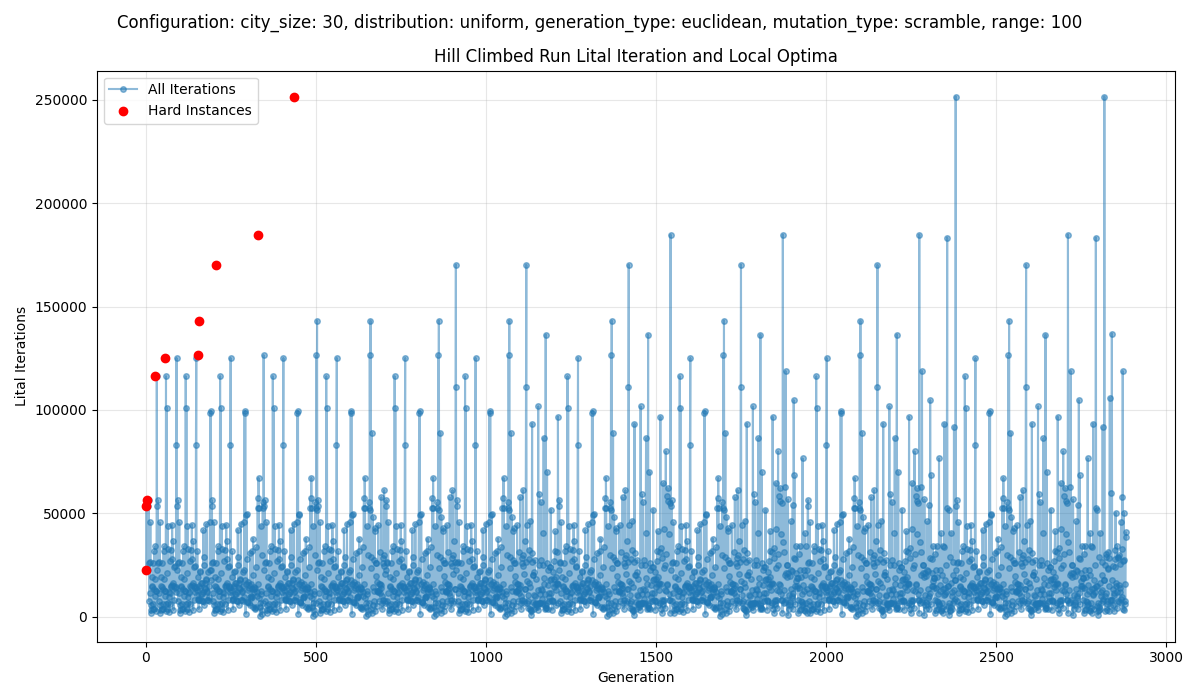 Configuration: city_size: 30, distribution: uniform, generation_type: euclidean, mutation_type: scramble, range: 100
Hill Climbed Run Lital Iteration and Local Optima
All Iterations
Hard Instances
250000
200000
150000
100000
50000
0
Lital Iterations
0 500 1000 1500 2000 2500 3000
Generation